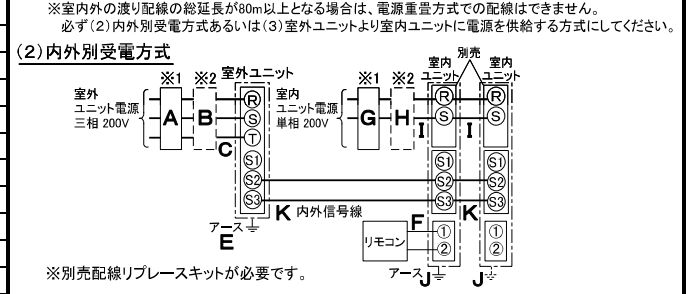 ※室内外の渡り配線の総延長が80m以上となる場合は、電源重畳方式での配線はできません。
必ず(2)内外別受電方式あるいは(3)室外ユニットより室内ユニットに電源を供給する方式にしてください。
(2)内外別受電方式
※1 ※2 室外ユニット
室外
ユニット電源
三相 200V
A B C
R
S
T
S1
S2
S3
アース
E
K 内外信号線
※1 ※2
室内
ユニット電源
単相 200V
G H I I
別売
室内
ユニット
室内
ユニット
R
S
S1
S2
S3
R
S
S1
S2
S3
K
F
リモコン
①
②
①
②
アース J J
※別売配線リプレースキットが必要です。